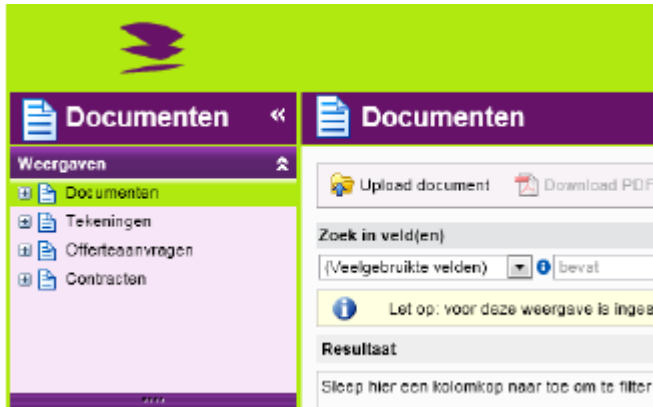 Documenten «
Weergaven
Documenten
Tekeningen
Offerteaanvragen
Contracten
Documenten
Upload document Download PDF
Zoek in veld(en)
(Veelgebruikte velden) bevat
Let op: voor deze weergave is inges
Resultaat
Sleep hier een kolomkop naar toe om te filter